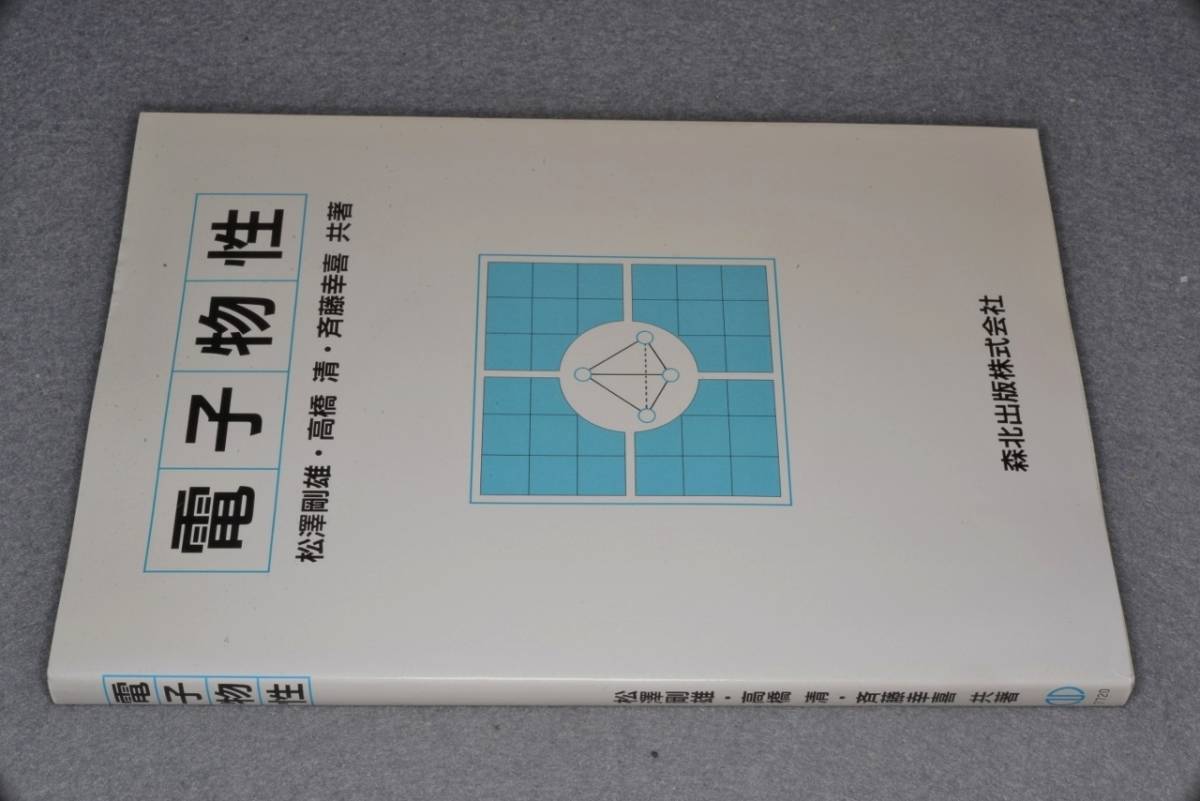 電子物性
松澤剛雄・高橋 清・斉藤幸喜 共著
森北出版株式会社
電子物性
松澤剛雄・高橋 清・斉藤幸喜 共著
7720